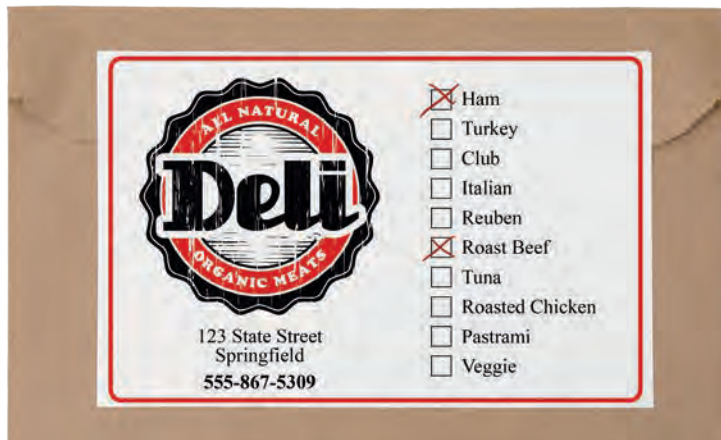 ALL NATURAL
Deli
ORGANIC MEATS
123 State Street
Springfield
555-867-5309
Ham
Turkey
Club
Italian
Reuben
Roast Beef
Tuna
Roasted Chicken
Pastrami
Veggie